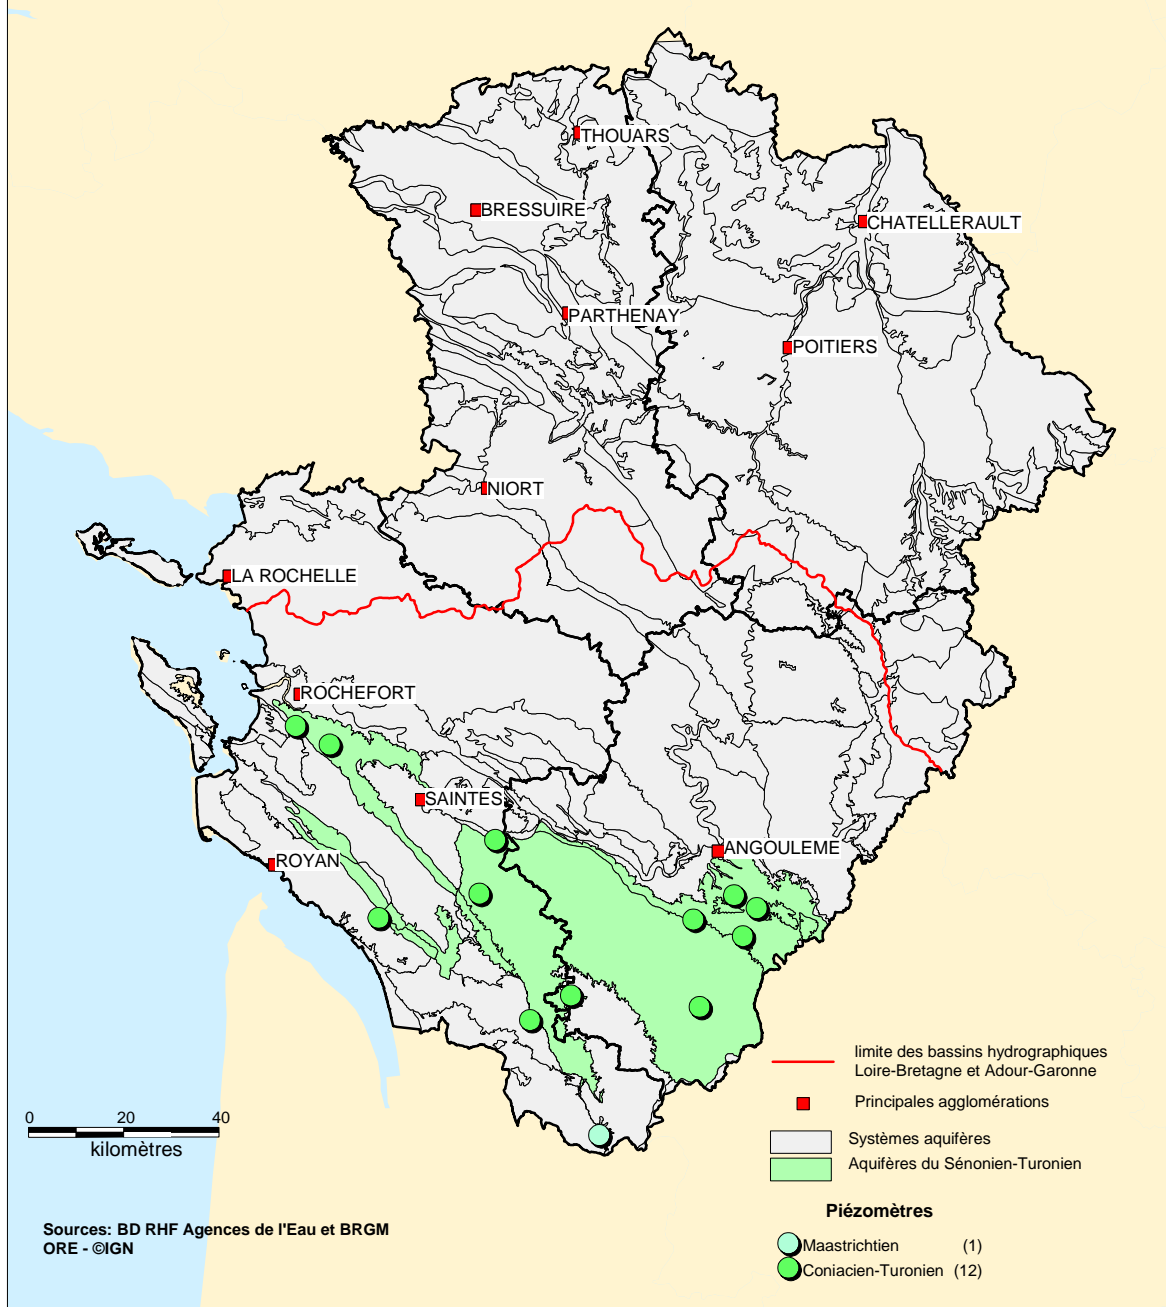 THOUARS
BRESSUIRE
CHATELLERAULT
PARTHENAY
POITIERS
NIORT
LA ROCHELLE
ROCHEFORT
SAINTES
ANGOULEME
ROYAN
limite des bassins hydrographiques
Loire-Bretagne et Adour-Garonne
Principales agglomérations
0 20 40
kilomètres
Systèmes aquifères
Aquifères du Sénonien-Turonien
Piézomètres
Sources: BD RHF Agences de l'Eau et BRGM
ORE - ©IGN
Maastrichtien (1)
Coniacien-Turonien (12)